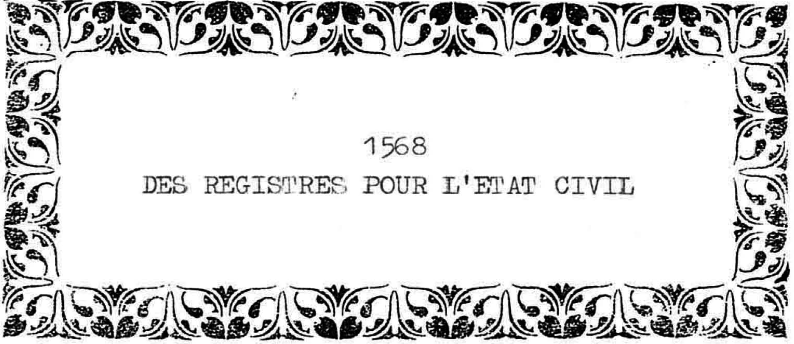 1568
DES REGISTRES POUR L'ETAT CIVIL